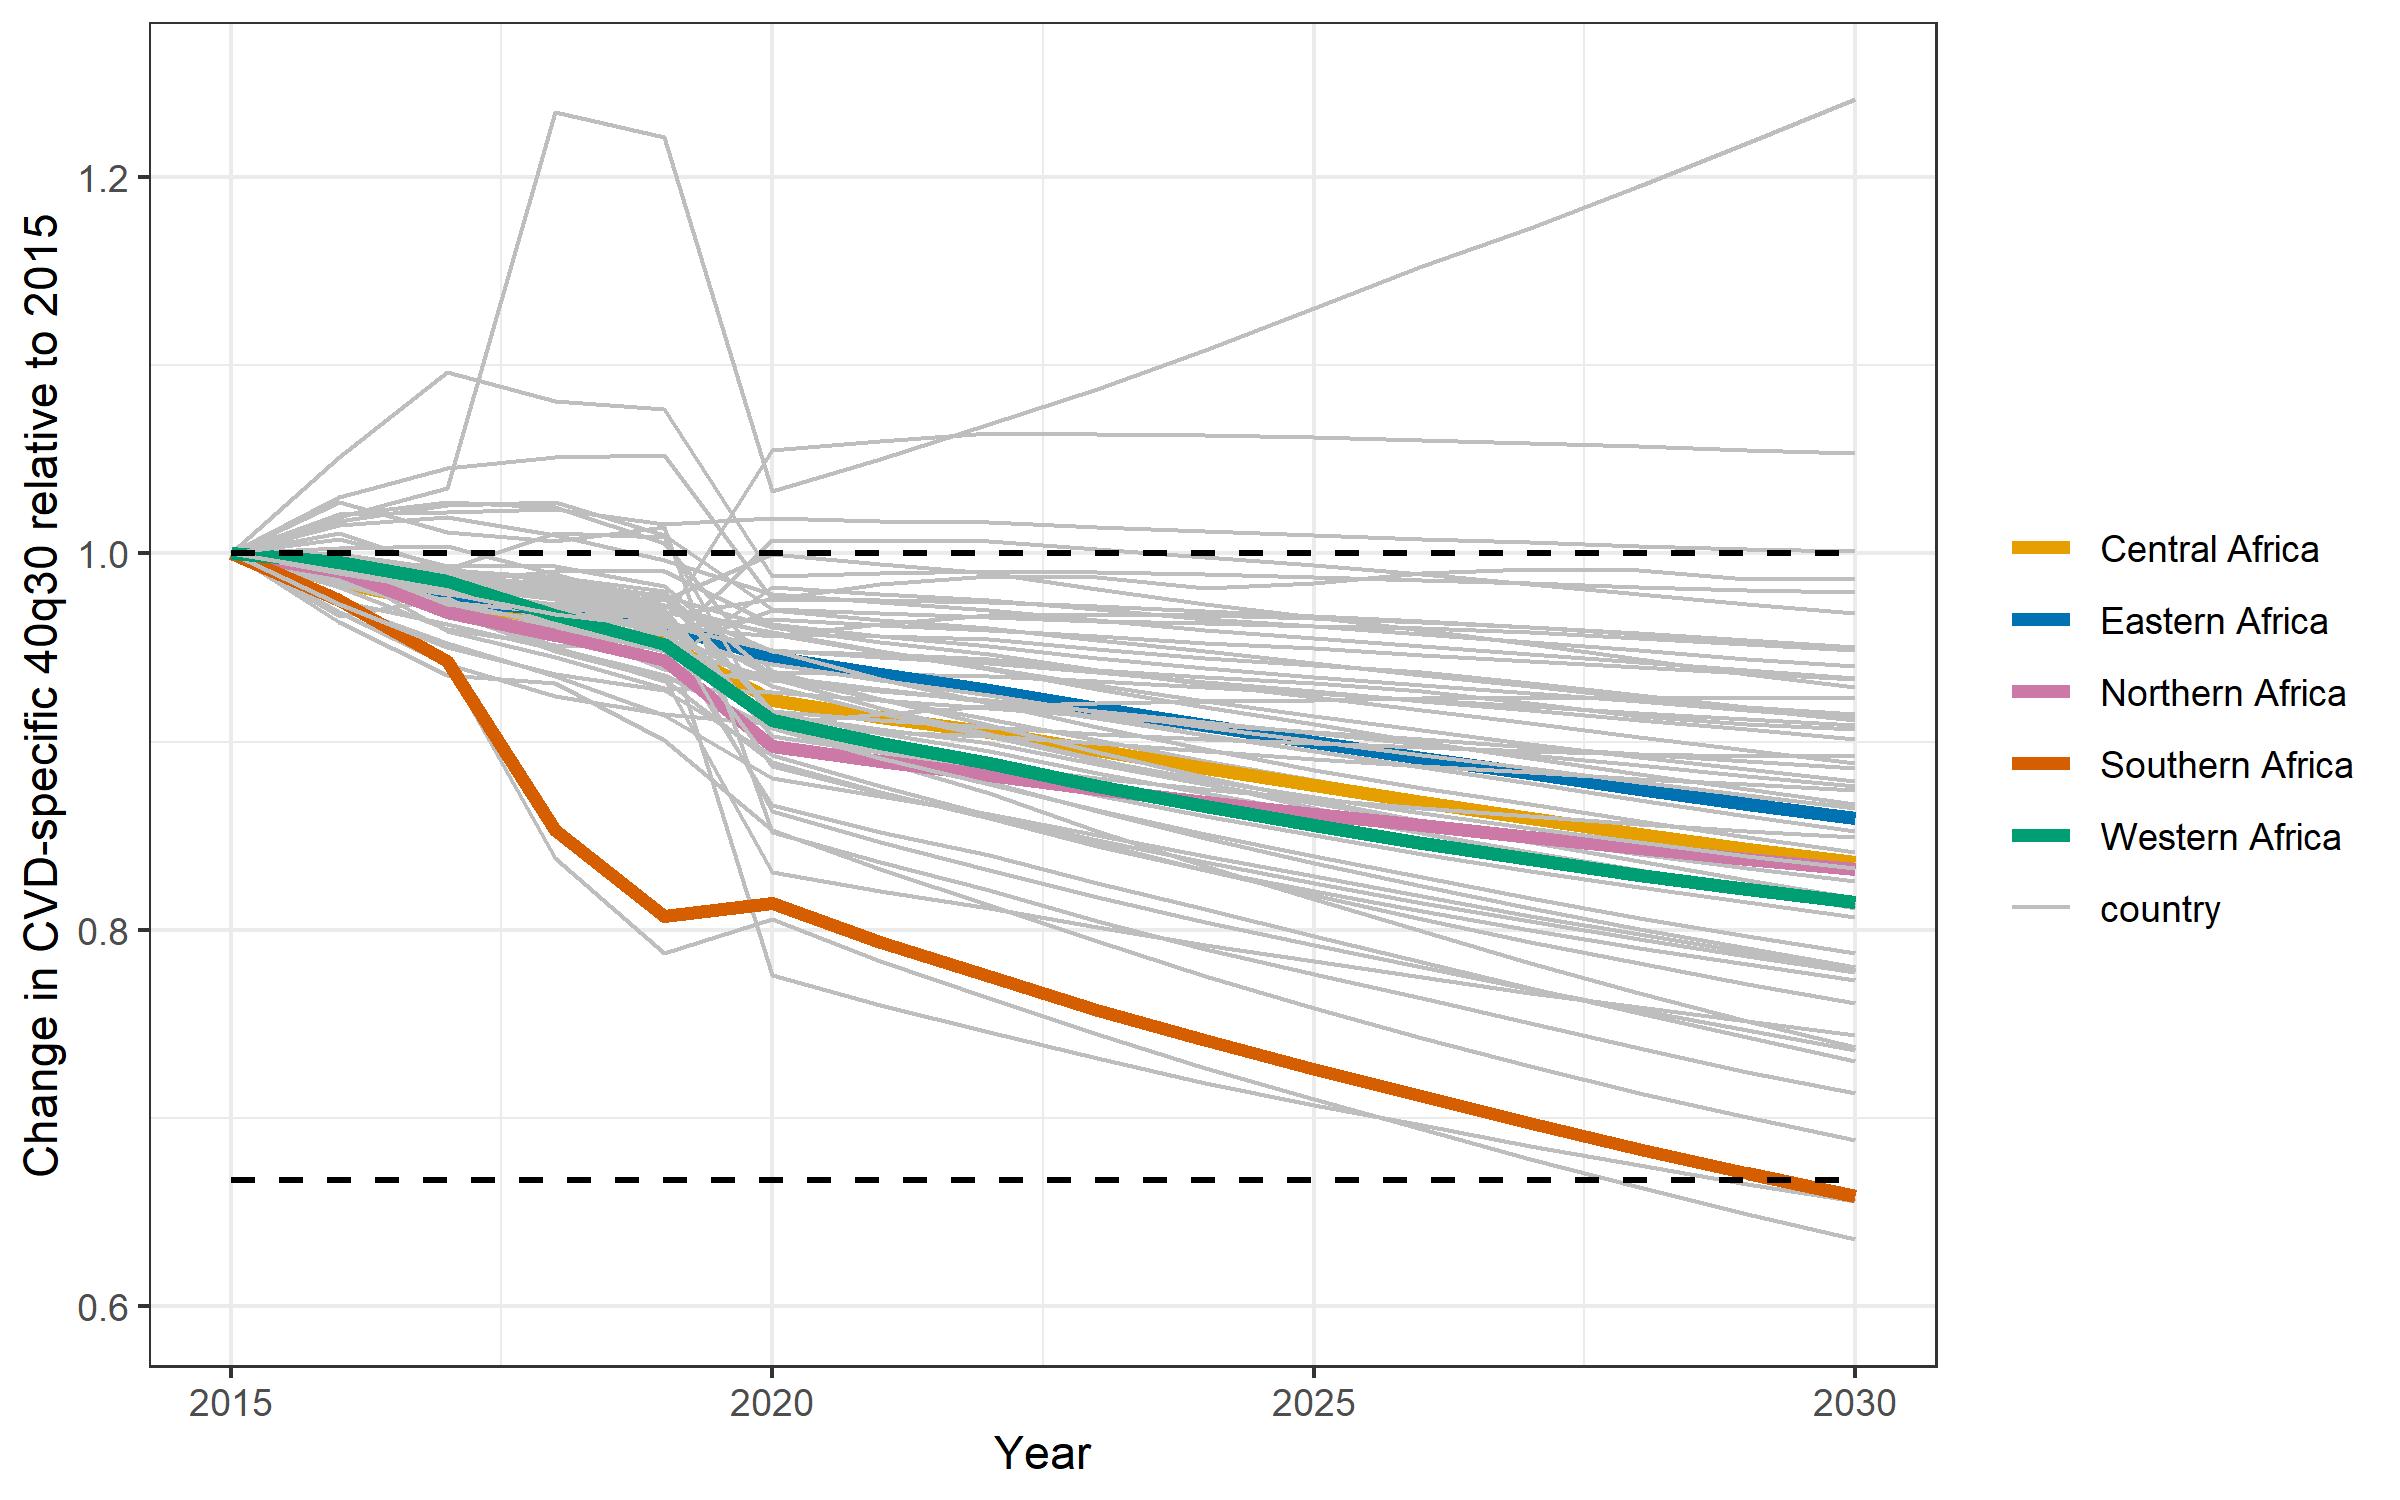 Change in CVD-specific 40q30 relative to 2015
1.2
1.0
0.8
0.6
2015 2020 2025 2030
Year
Central Africa
Eastern Africa
Northern Africa
Southern Africa
Western Africa
country